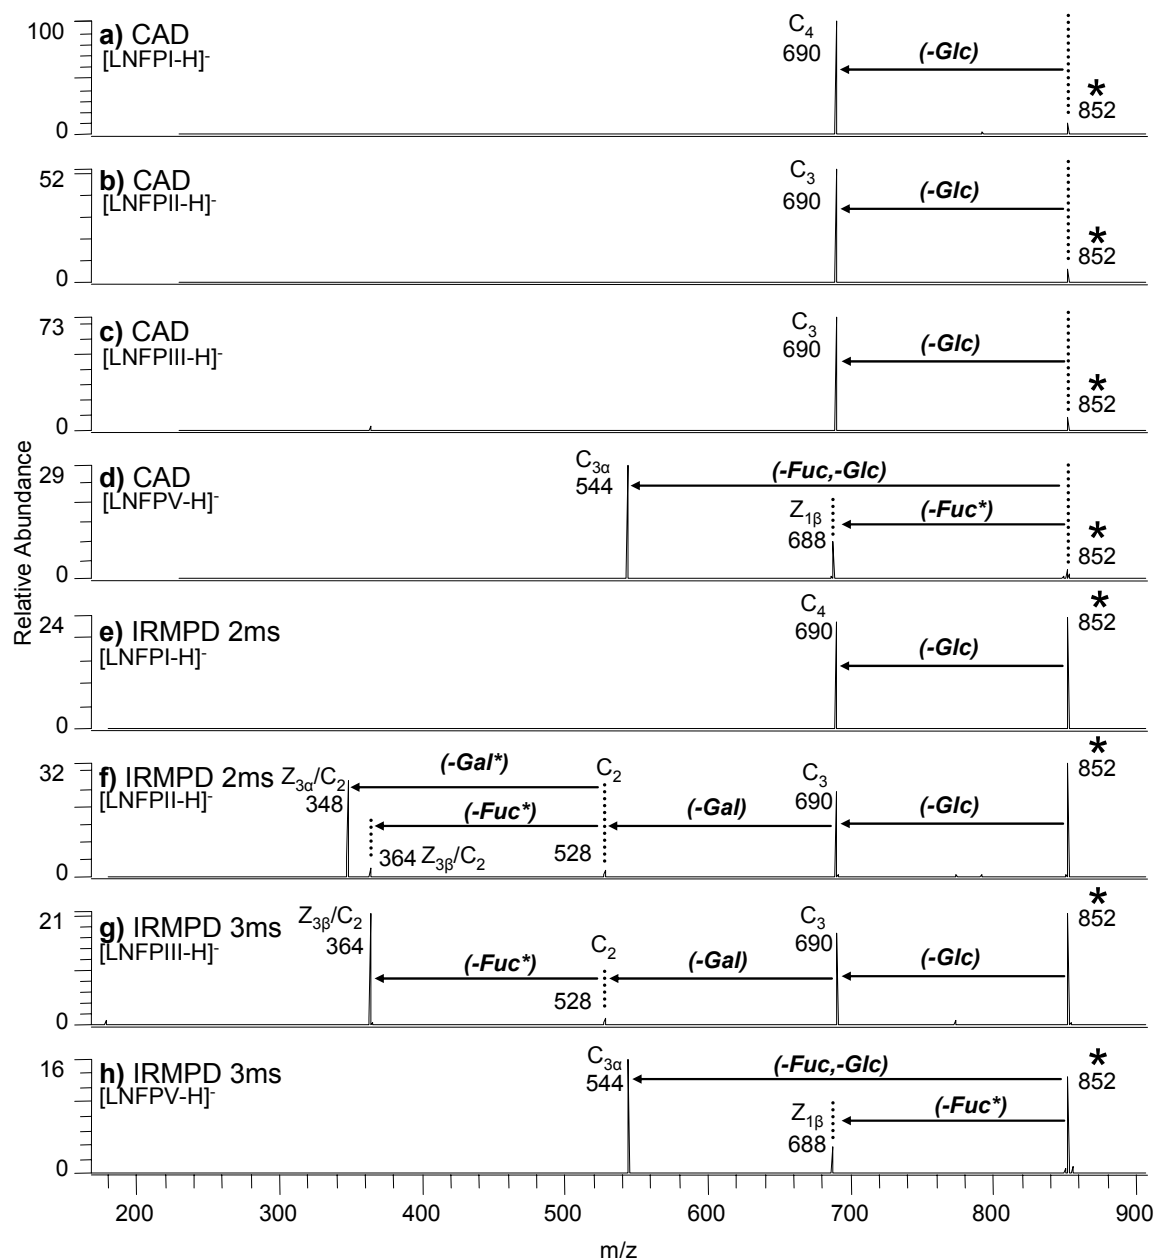 Relative Abundance
100
0
a) CAD
[LNFPI-H]-
C4
690
(-Glc)
*
852
52
0
b) CAD
[LNFPII-H]-
C3
690
(-Glc)
*
852
73
0
c) CAD
[LNFPIII-H]-
C3
690
(-Glc)
*
852
29
0
d) CAD
[LNFPV-H]-
C3α
544
(-Fuc,-Glc)
Z1β
688
(-Fuc*)
*
852
24
0
e) IRMPD 2ms
[LNFPI-H]-
C4
690
(-Glc)
*
852
32
0
f) IRMPD 2ms
[LNFPII-H]-
Z3α/C2
348
(-Gal*)
(-Fuc*)
364 Z3β/C2
C2
528
(-Gal)
C3
690
(-Glc)
*
852
21
0
g) IRMPD 3ms
[LNFPIII-H]-
Z3β/C2
364
(-Fuc*)
C2
528
(-Gal)
C3
690
(-Glc)
*
852
16
0
h) IRMPD 3ms
[LNFPV-H]-
C3α
544
(-Fuc,-Glc)
Z1β
688
(-Fuc*)
*
852
200 300 400 500 600 700 800 900
m/z